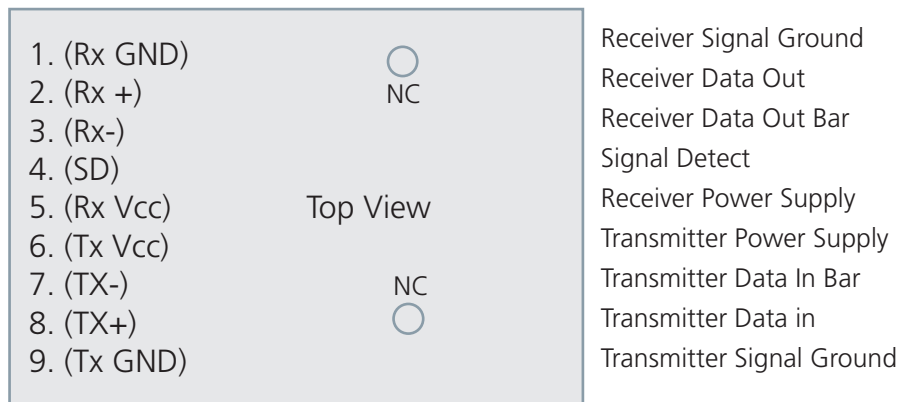 1. (Rx GND)
2. (Rx +)
NC
3. (Rx-)
4. (SD)
5. (Rx Vcc)
Top View
6. (Tx Vcc)
7. (TX-)
NC
8. (TX+)
9. (Tx GND)
Receiver Signal Ground
Receiver Data Out
Receiver Data Out Bar
Signal Detect
Receiver Power Supply
Transmitter Power Supply
Transmitter Data In Bar
Transmitter Data in
Transmitter Signal Ground